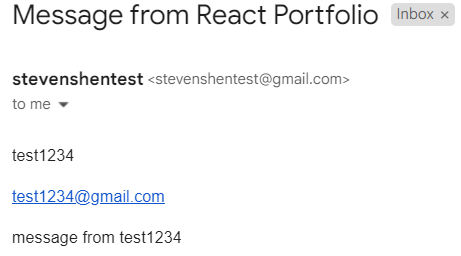 Message from React Portfolio Inbox ×
stevenshentest <stevenshentest@gmail.com>
to me
test1234
test1234@gmail.com
message from test1234